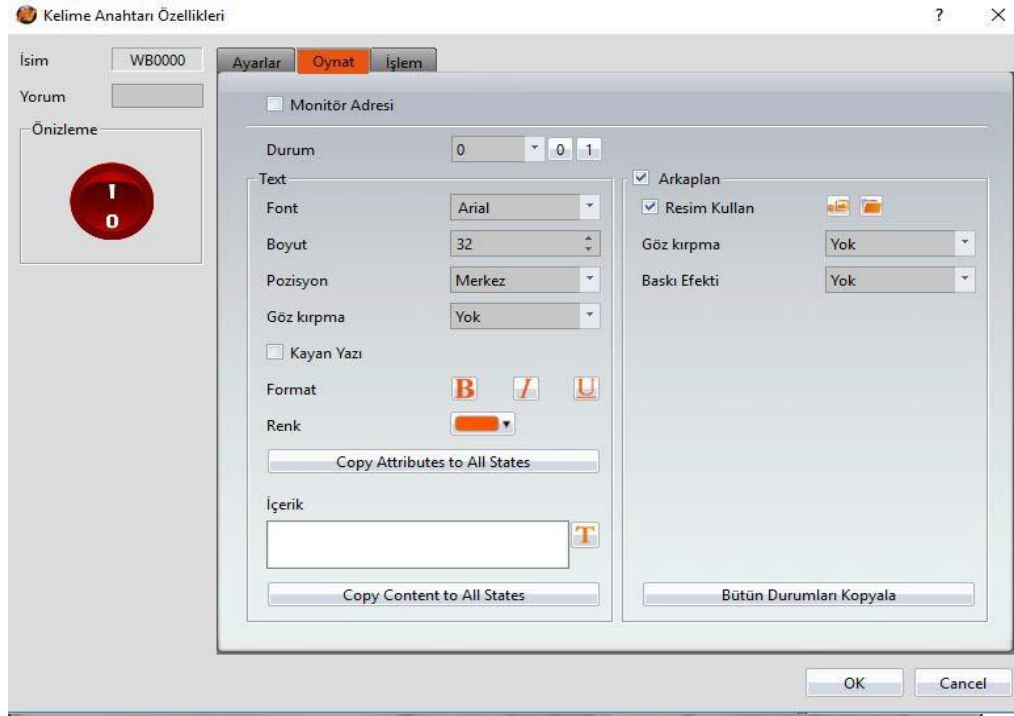 Kelime Anahtarı Özellikleri
İsim WB0000
Yorum
Önizleme
I
0
Ayarlar Oynat İşlem
Monitör Adresi
Durum 0 0 1
Text
Font Arial
Boyut 32
Pozisyon Merkez
Göz kırpma Yok
Kayan Yazı
Format B I U
Renk
Copy Attributes to All States
İçerik
T
Copy Content to All States
Arkaplan
Resim Kullan
Göz kırpma Yok
Baskı Efekti Yok
Bütün Durumları Kopyala
OK Cancel